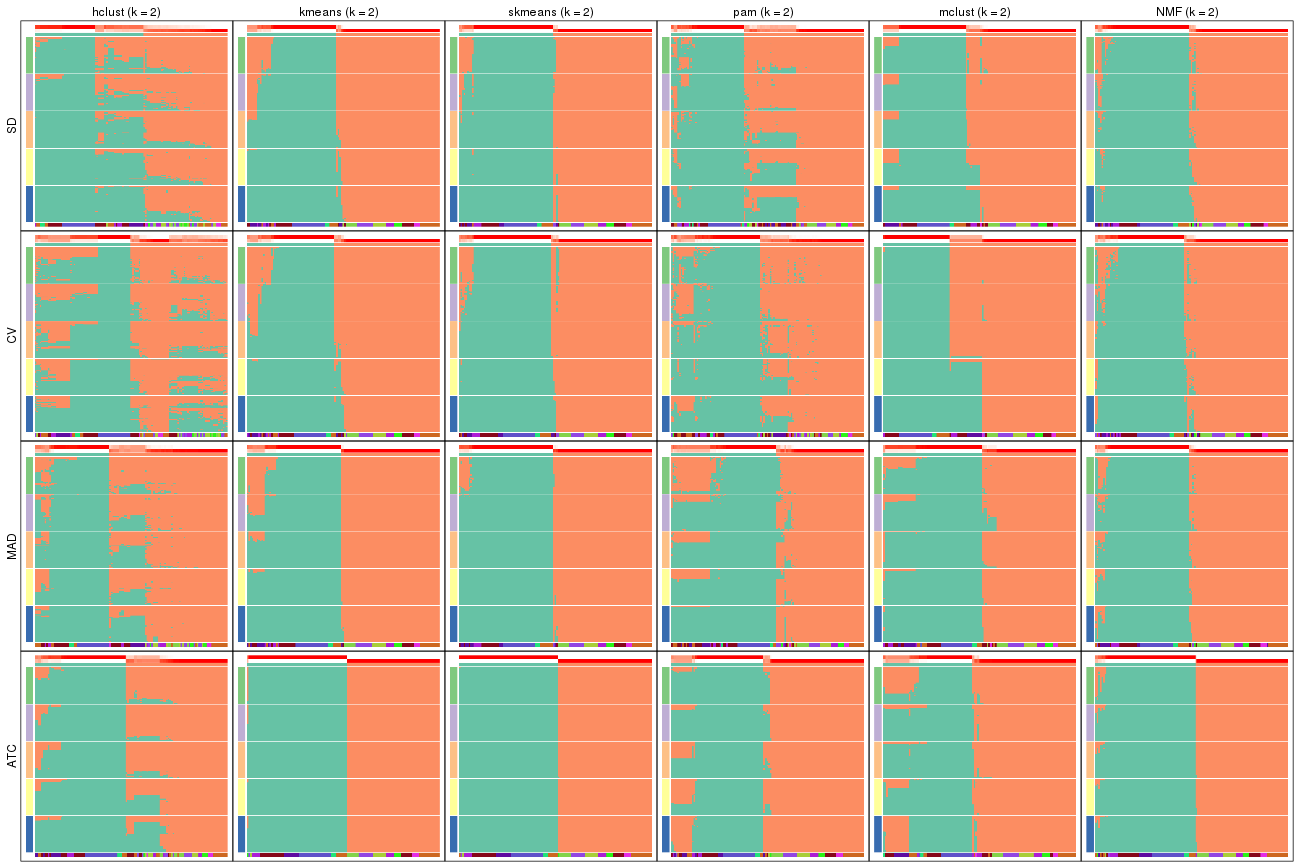 hclust (k = 2)
kmeans (k = 2)
skmeans (k = 2)
pam (k = 2)
mclust (k = 2)
NMF (k = 2)
SD
CV
MAD
ATC